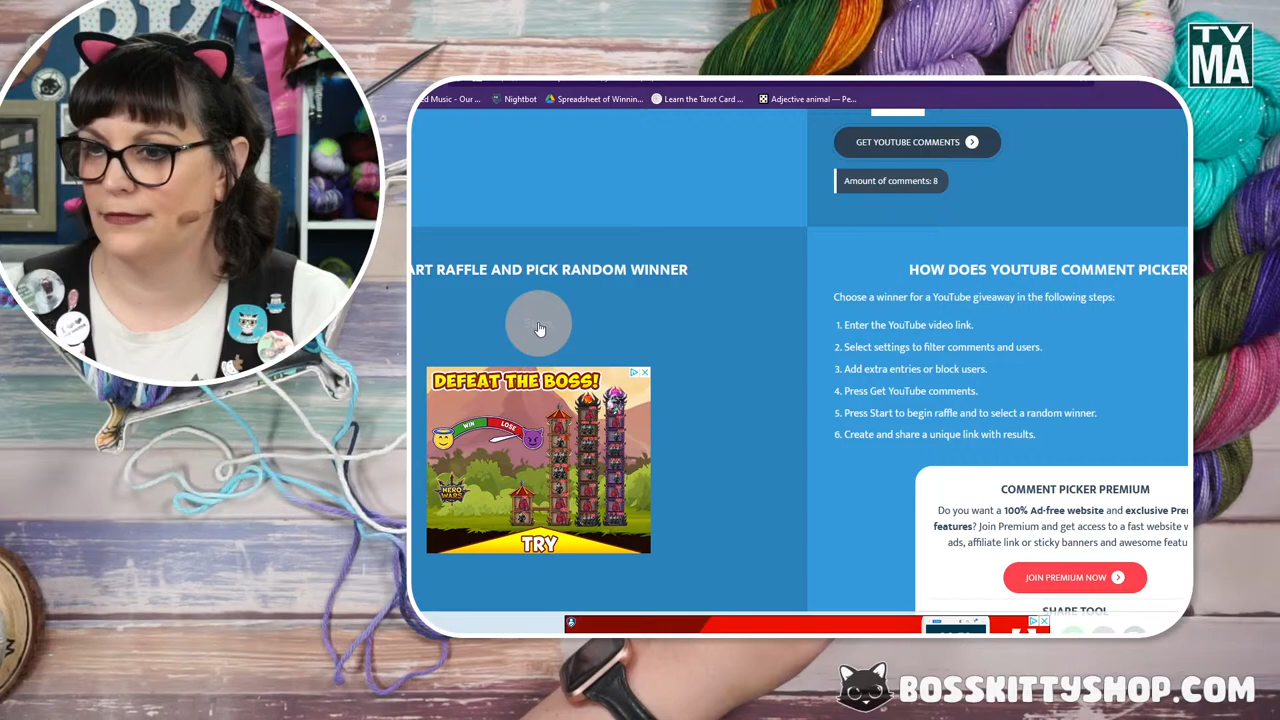 TV
MA
ed Music - Our ...
Nightbot
Spreadsheet of Winnin...
Learn the Tarot Card ...
Adjective animal — Pe...
GET YOUTUBE COMMENTS
Amount of comments: 8
ART RAFFLE AND PICK RANDOM WINNER
HOW DOES YOUTUBE COMMENT PICKER
Choose a winner for a YouTube giveaway in the following steps:
1. Enter the YouTube video link.
2. Select settings to filter comments and users.
3. Add extra entries or block users.
4. Press Get YouTube comments.
5. Press Start to begin raffle and to select a random winner.
6. Create and share a unique link with results.
DEFEAT THE BOSS!
WIN
LOSE
HERO
WARS
TRY
COMMENT PICKER PREMIUM
Do you want a 100% Ad-free website and exclusive Pre
features? Join Premium and get access to a fast website w
ads, affiliate link or sticky banners and awesome featu
JOIN PREMIUM NOW
SHARE TOOL
BOSSKITTYSHOP.COM